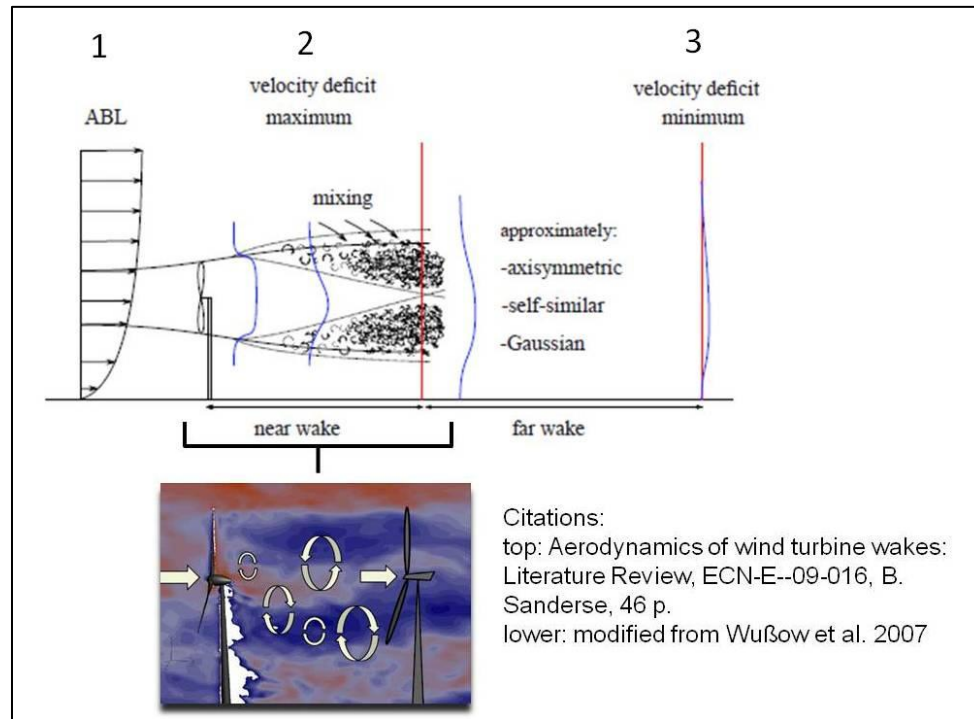 1
2
3
velocity deficit
maximum
velocity deficit
minimum
ABL
mixing
approximately:
-axisymmetric
-self-similar
-Gaussian
near wake
far wake
Citations:
top: Aerodynamics of wind turbine wakes:
Literature Review, ECN-E--09-016, B.
Sanderse, 46 p.
lower: modified from Wußow et al. 2007